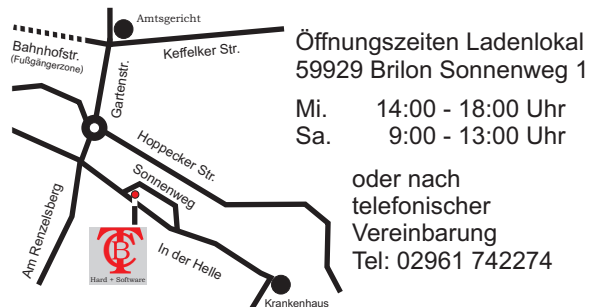 Amtsgericht
Bahnhofstr.
(Fußgängerzone)
Keffelker Str.
Gartenstr.
Hoppecker Str.
Sonnenweg
Am Renzelsberg
In der Helle
TCB
Hard + Software
Krankenhaus
Öffnungszeiten Ladenlokal
59929 Brilon Sonnenweg 1
Mi. 14:00 - 18:00 Uhr
Sa. 9:00 - 13:00 Uhr
oder nach
telefonischer
Vereinbarung
Tel: 02961 742274